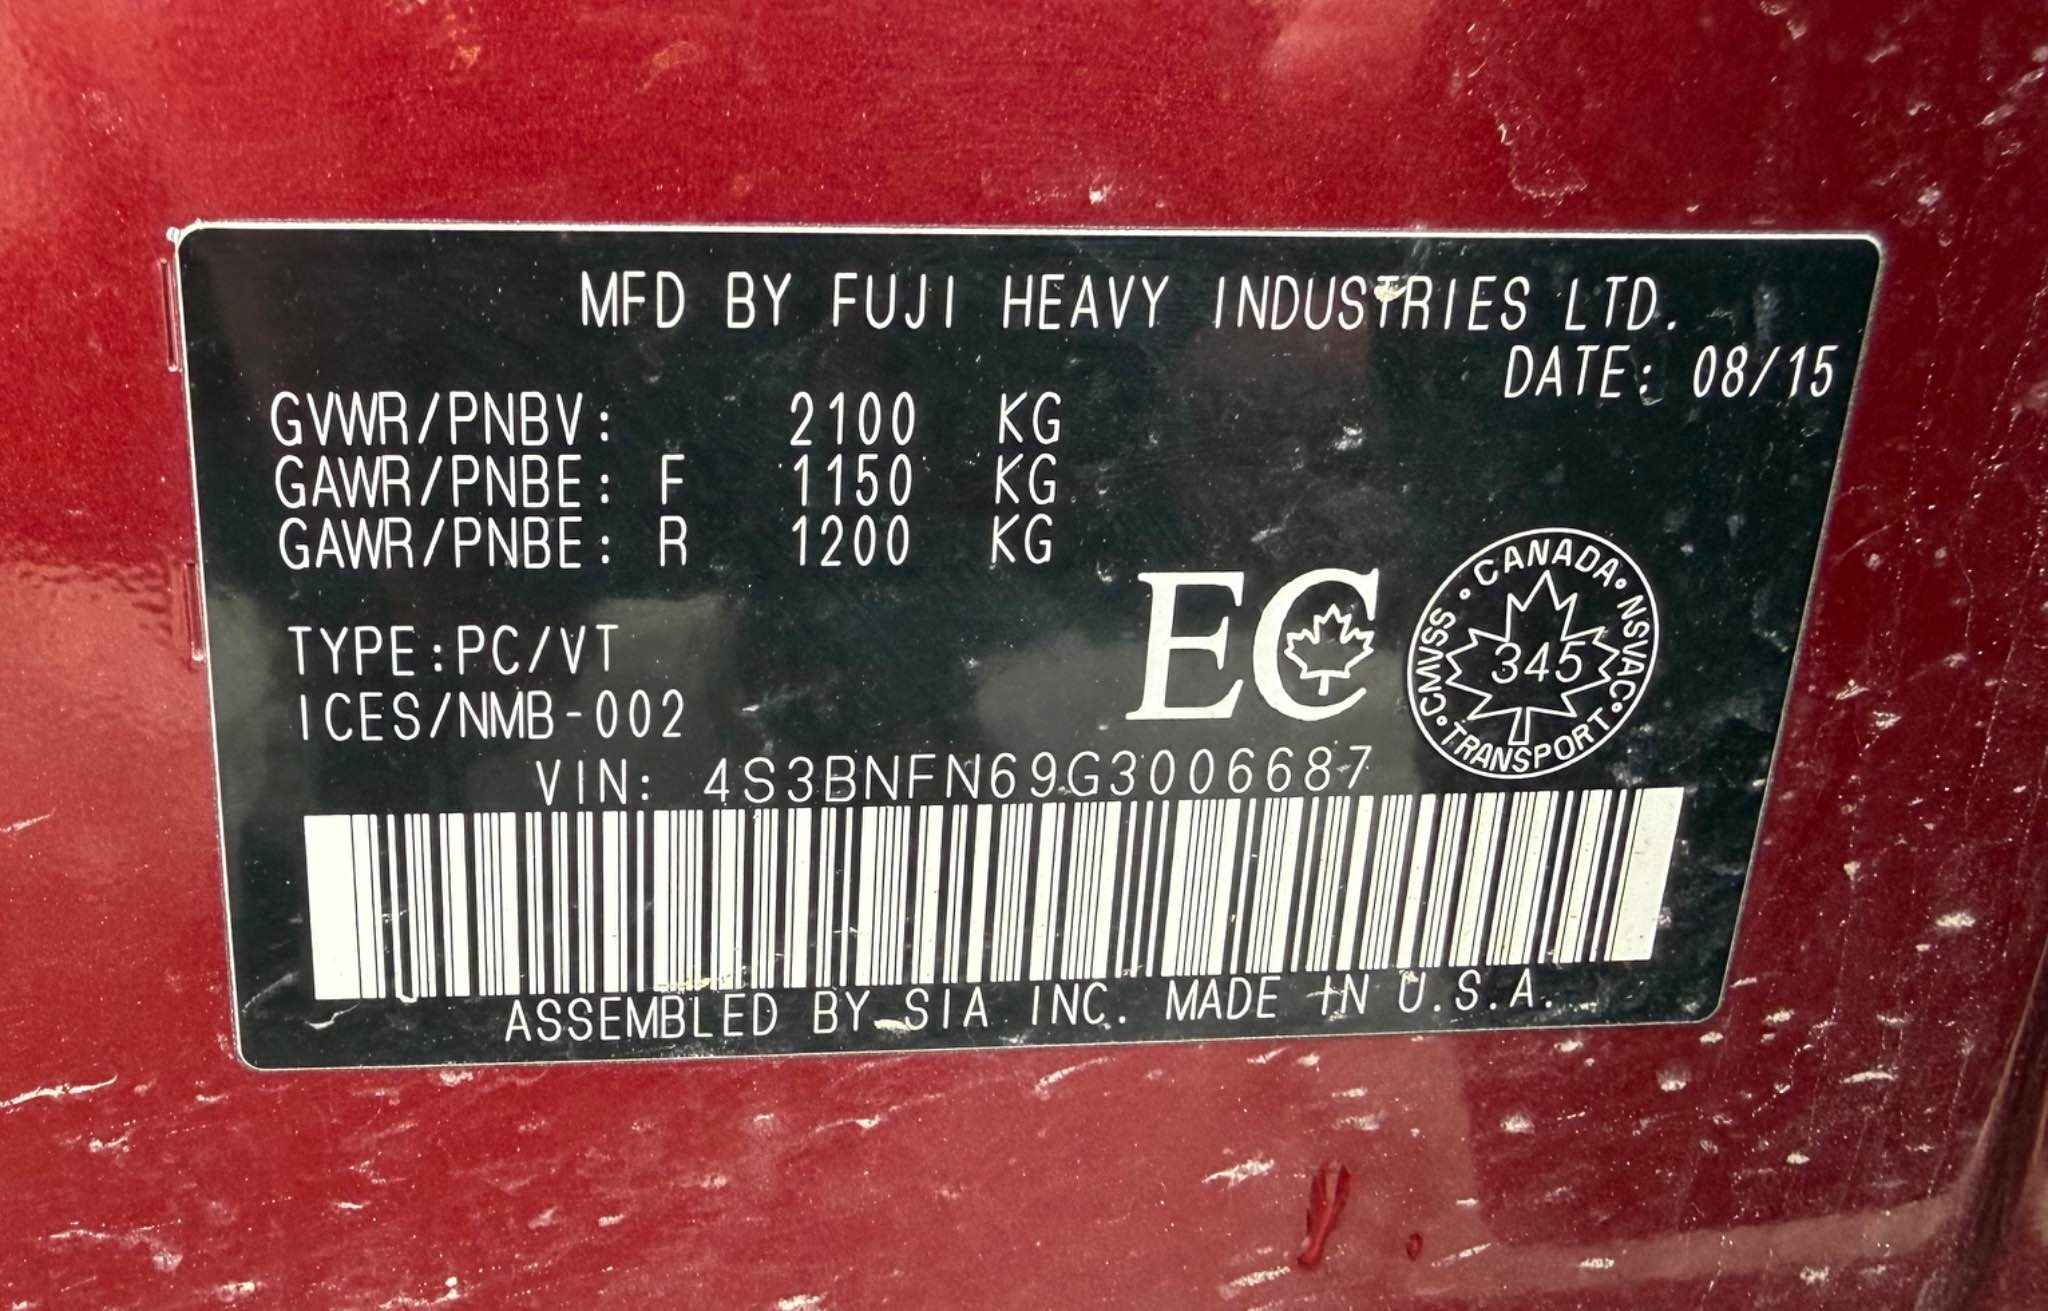 MFD BY FUJI HEAVY INDUSTRIES LTD.
DATE: 08/15
GVWR/PNBV: 2100 KG
GAWR/PNBE: F 1150 KG
GAWR/PNBE: R 1200 KG
TYPE:PC/VT
ICES/NMB-002
EC
CANADA • NSVAC • TRANSPORT • CMVSS •
345
VIN: 4S3BNFN69G3006687
ASSEMBLED BY SIA INC. MADE IN U.S.A.